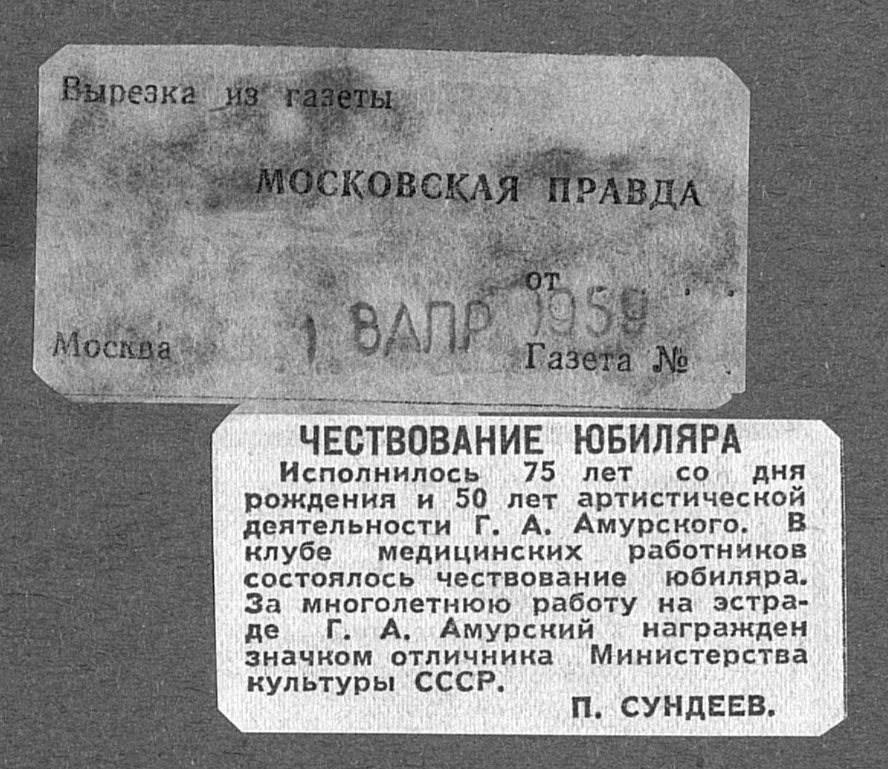 Вырезка из газеты
МОСКОВСКАЯ ПРАВДА
от . . .
1 8 АПР 1959
Москва
Газета №
ЧЕСТВОВАНИЕ ЮБИЛЯРА
Исполнилось 75 лет со дня
рождения и 50 лет артистической
деятельности Г. А. Амурского. В
клубе медицинских работников
состоялось чествование юбиляра.
За многолетнюю работу на эстра-
де Г. А. Амурский награжден
значком отличника Министерства
культуры СССР.
П. СУНДЕЕВ.